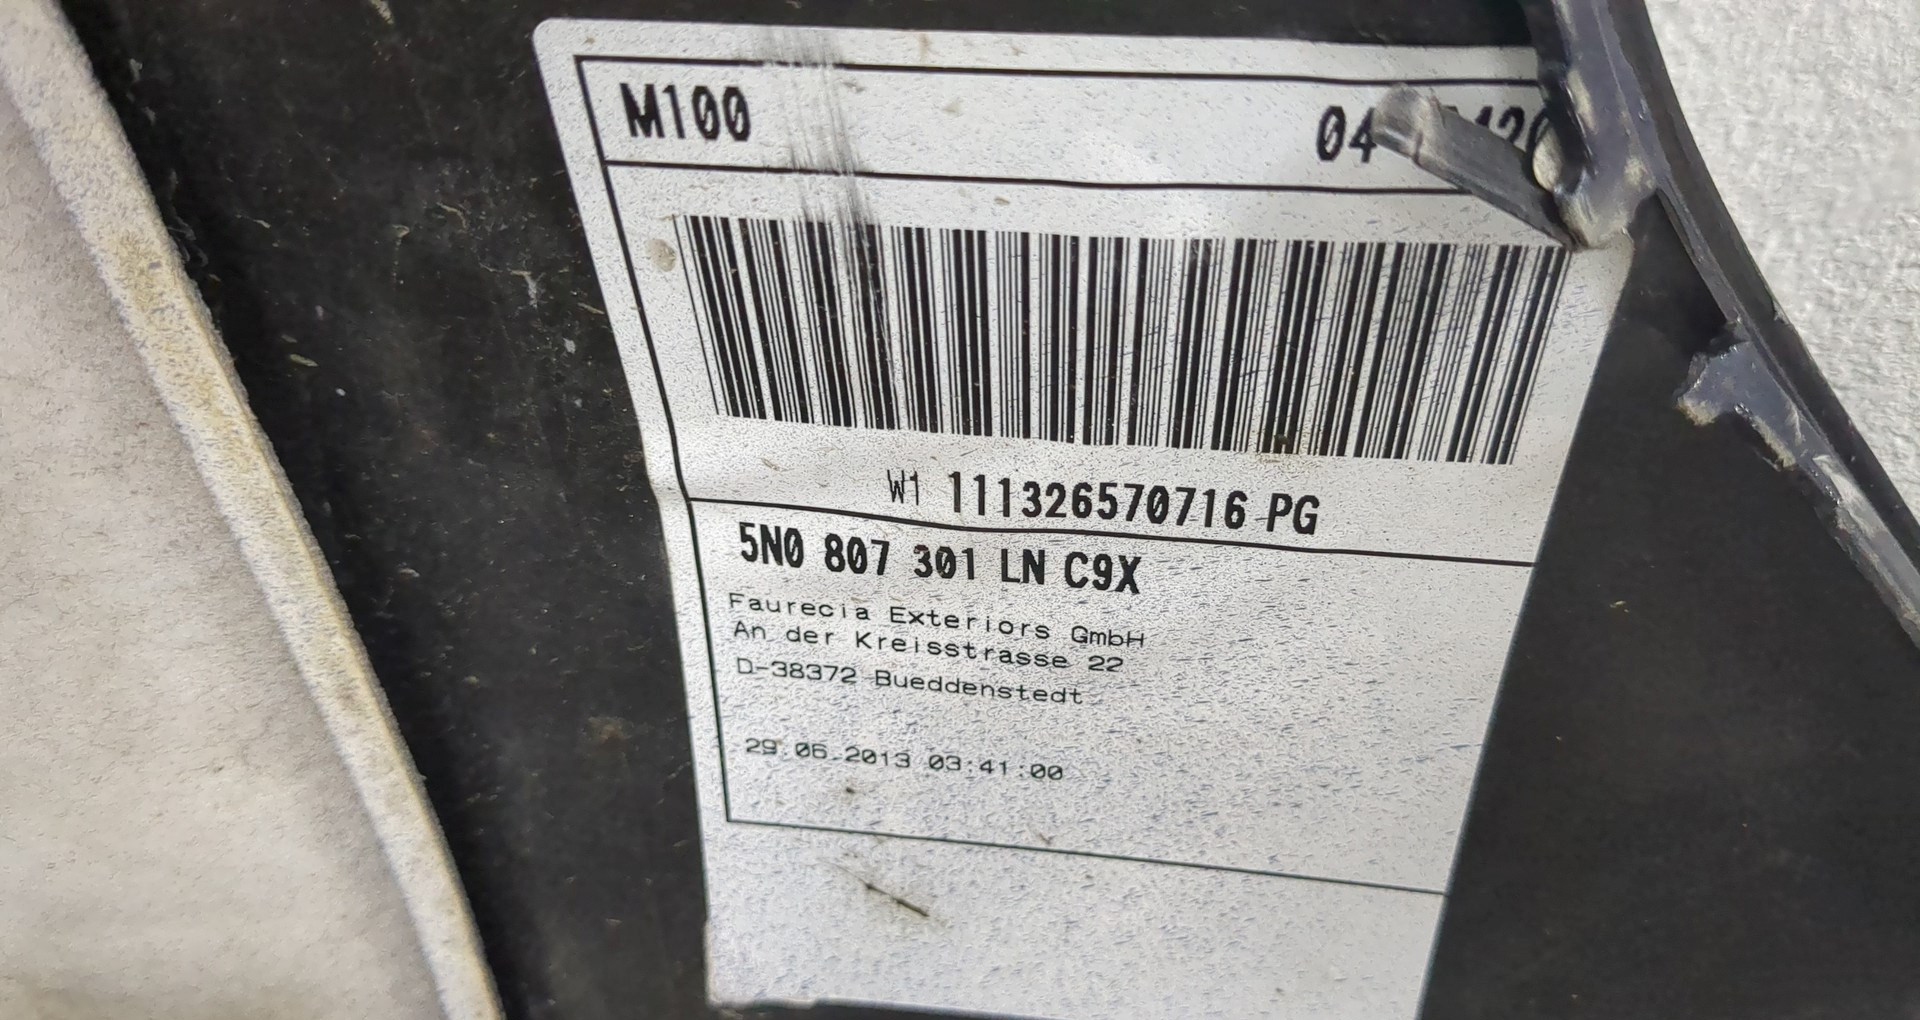 M100
W1 111326570716 PG
5N0 807 301 LN C9X
Faurecia Exteriors GmbH
An der Kreisstrasse 22
D-38372 Bueddenstedt
29.06.2013 03:41:00